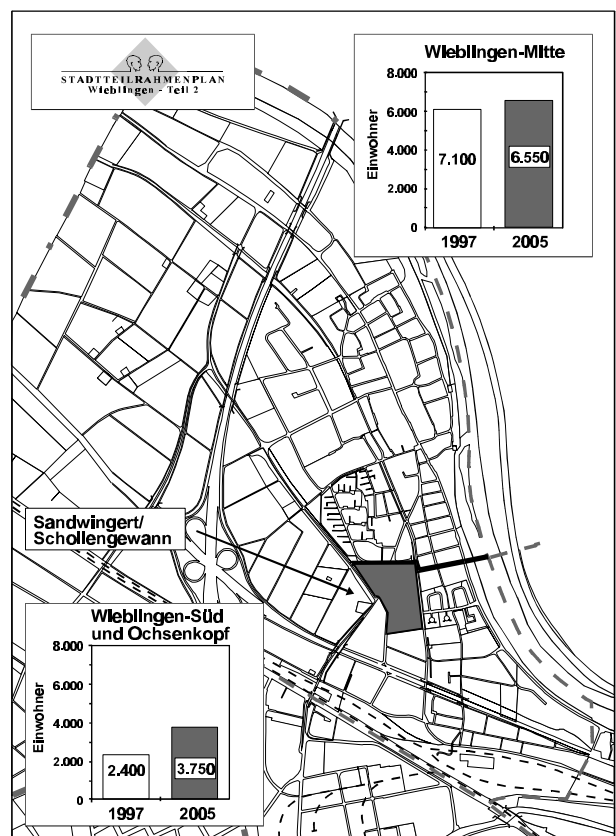 STADTTEILRAHMENPLAN
Wieblingen - Teil 2
Wieblingen-Mitte
8.000
6.000
4.000
2.000
0
Einwohner
7.100
6.550
1997
2005
Sandwingert/
Schollengewann
Wieblingen-Süd
und Ochsenkopf
8.000
6.000
4.000
2.000
0
Einwohner
2.400
3.750
1997
2005